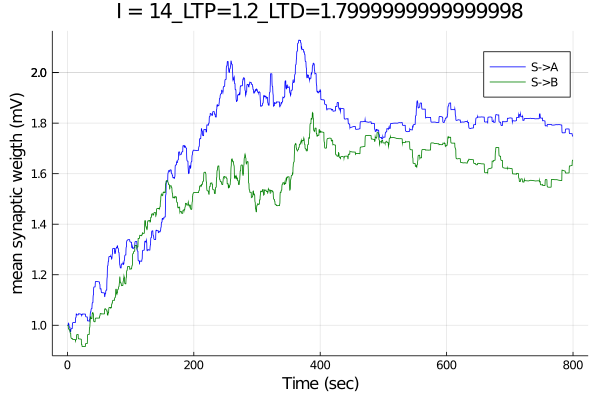 I = 14_LTP=1.2_LTD=1.7999999999999998
mean synaptic weigth (mV)
2.0
1.8
1.6
1.4
1.2
1.0
S->A
S->B
0 200 400 600 800
Time (sec)